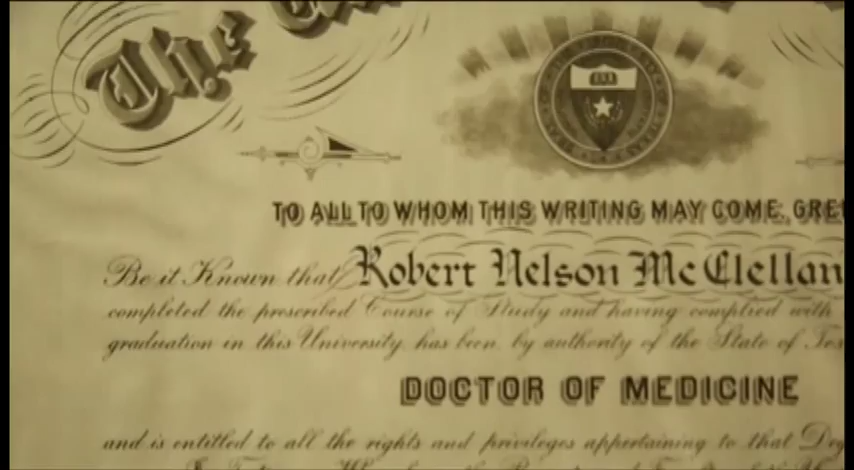 The
TO ALL TO WHOM THIS WRITING MAY COME, GREE
Be it Known that Robert Nelson McClellan
completed the prescribed Course of Study and having complied with
graduation in this University, has been, by authority of the State of Tex
DOCTOR OF MEDICINE
and is entitled to all the rights and privileges appertaining to that Deg